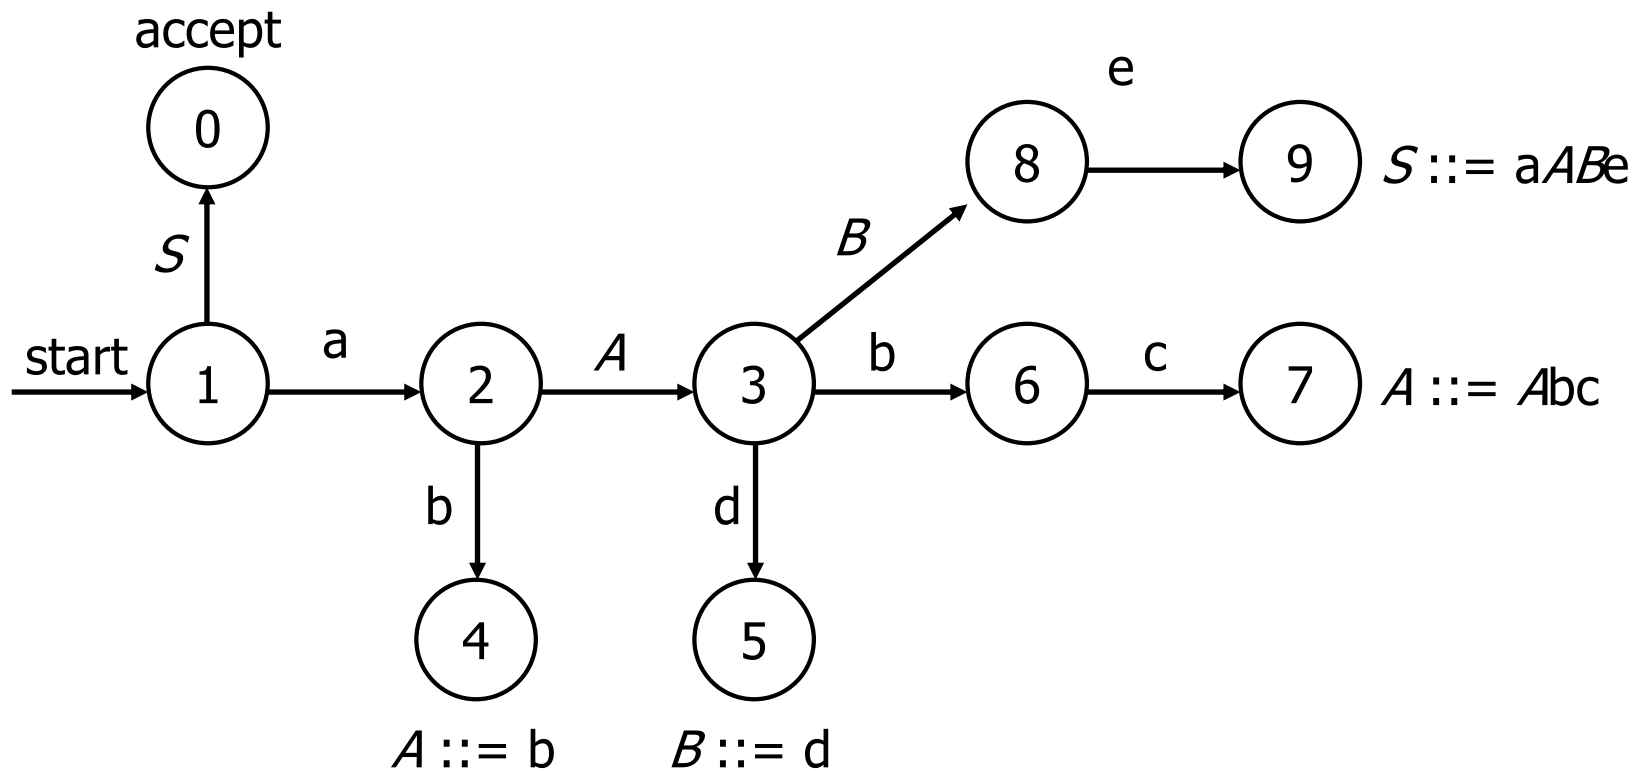 accept
0
e
8
9
S ::= aABe
B
S
start
1
a
2
A
3
b
6
c
7
A ::= Abc
b
d
4
5
A ::= b
B ::= d